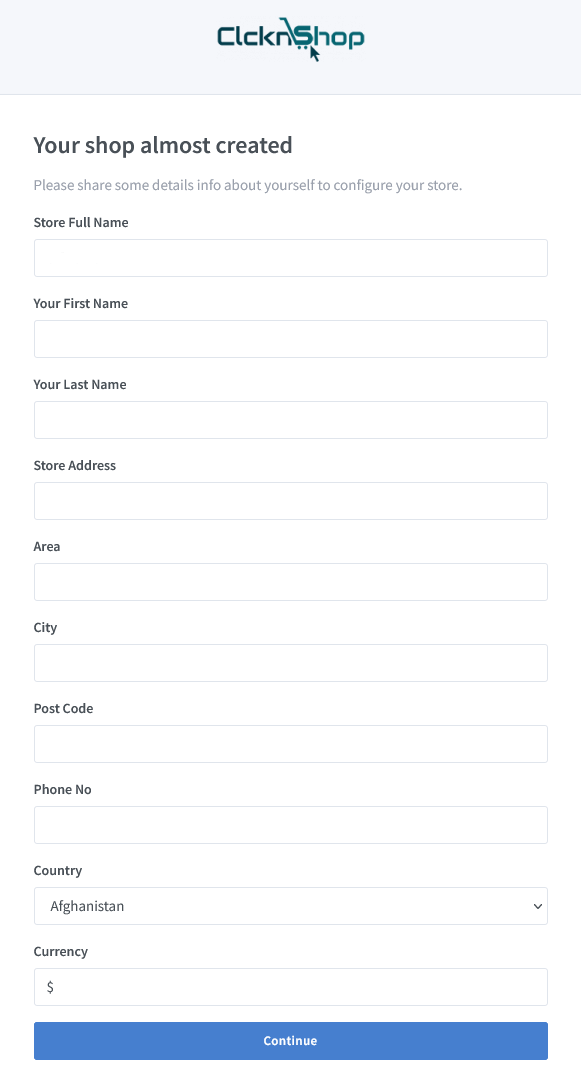 ClcknShop
Your shop almost created
Please share some details info about yourself to configure your store.
Store Full Name
Your First Name
Your Last Name
Store Address
Area
City
Post Code
Phone No
Country
Afghanistan
Currency
$
Continue